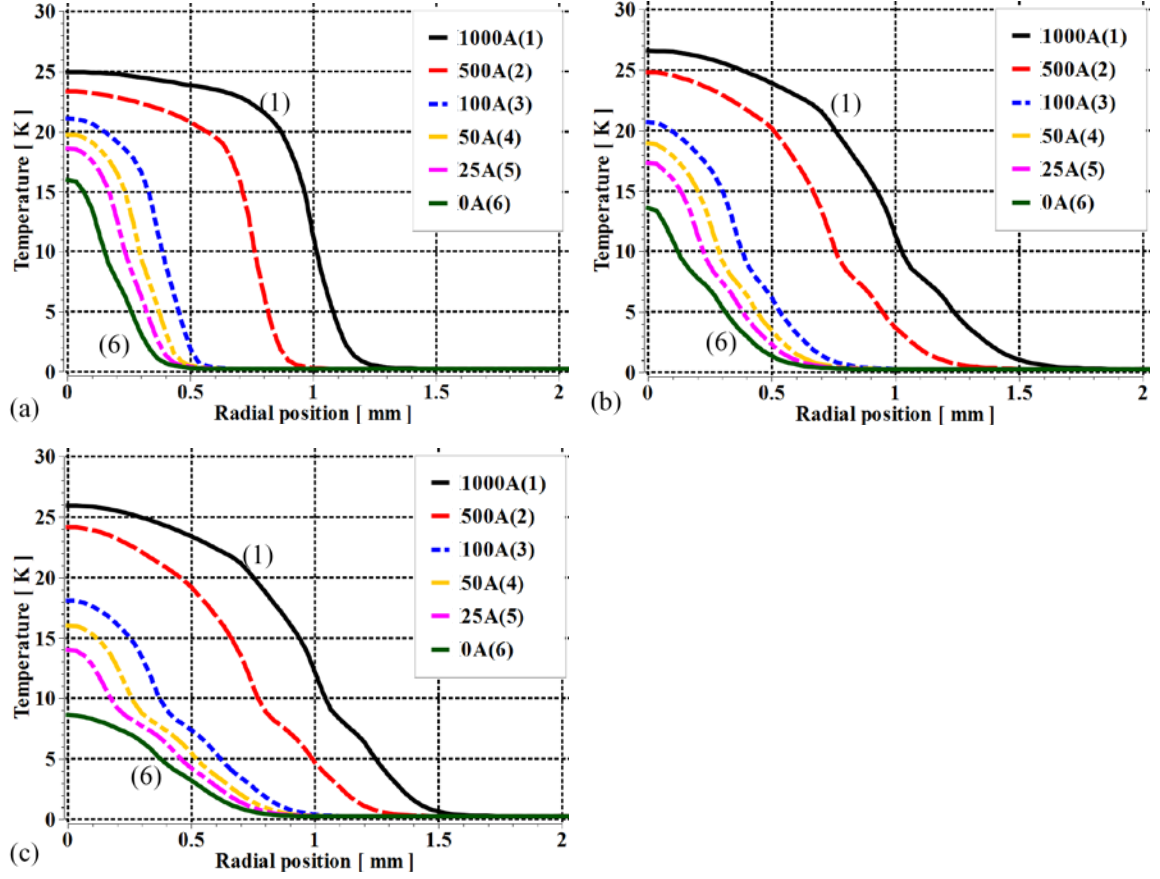 30
25
20
15
10
5
0
Temperature [ K ]
1000A(1)
500A(2)
100A(3)
50A(4)
25A(5)
0A(6)
(1)
(6)
0
0.5
1
1.5
2
Radial position [ mm ]
(a)
30
25
20
15
10
5
0
Temperature [ K ]
1000A(1)
500A(2)
100A(3)
50A(4)
25A(5)
0A(6)
(1)
(6)
0
0.5
1
1.5
2
Radial position [ mm ]
(b)
30
25
20
15
10
5
0
Temperature [ K ]
1000A(1)
500A(2)
100A(3)
50A(4)
25A(5)
0A(6)
(1)
(6)
0
0.5
1
1.5
2
Radial position [ mm ]
(c)